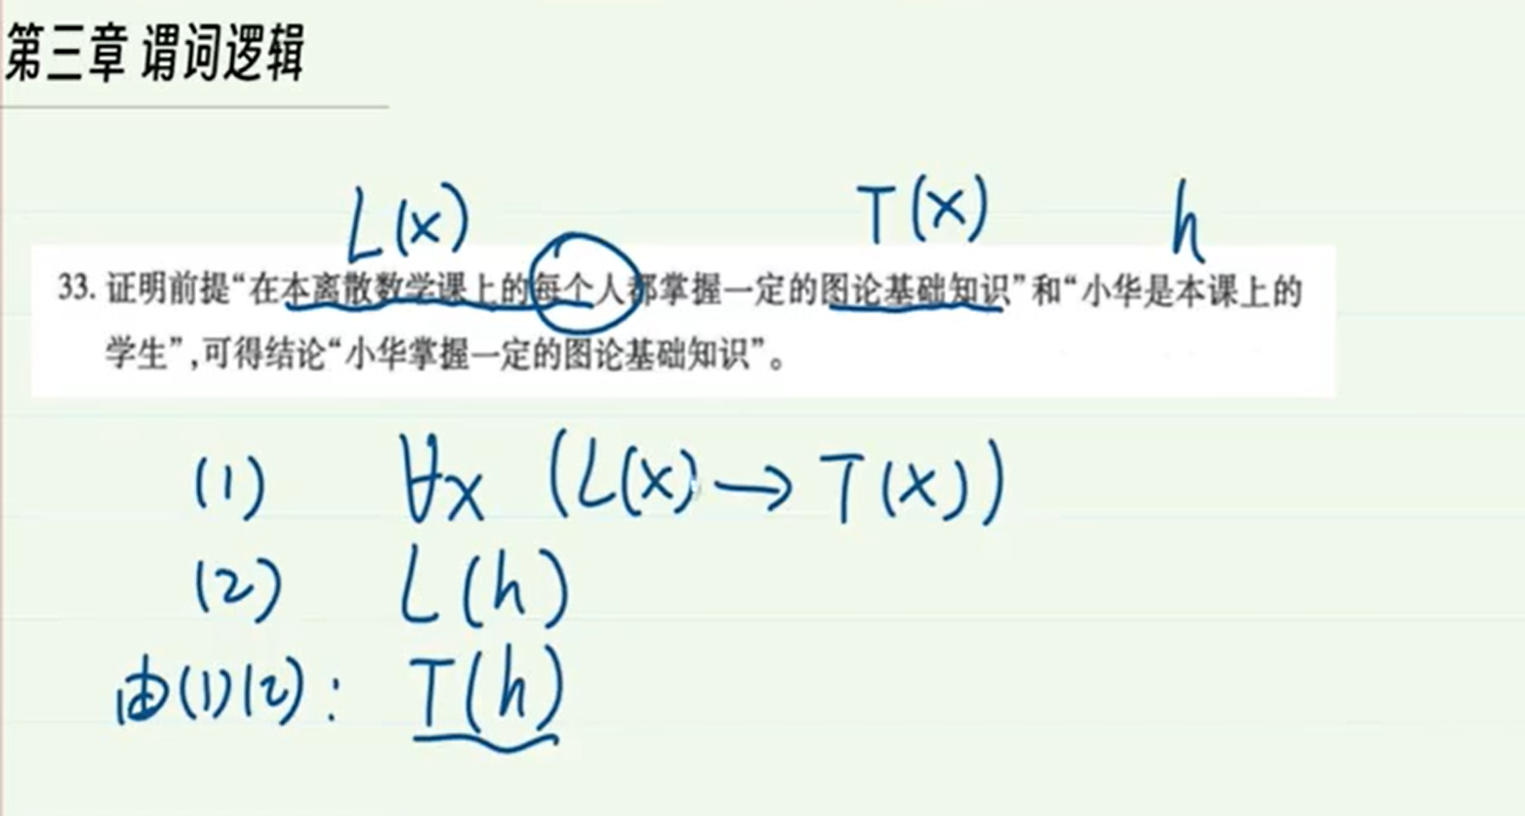 第三章 谓词逻辑
L(x) T(x) h
33. 证明前提“在本离散数学课上的每个人都掌握一定的图论基础知识”和“小华是本课上的
学生”,可得结论“小华掌握一定的图论基础知识”。
(1) ∀x (L(x) → T(x))
(2) L(h)
由(1)(2): T(h)